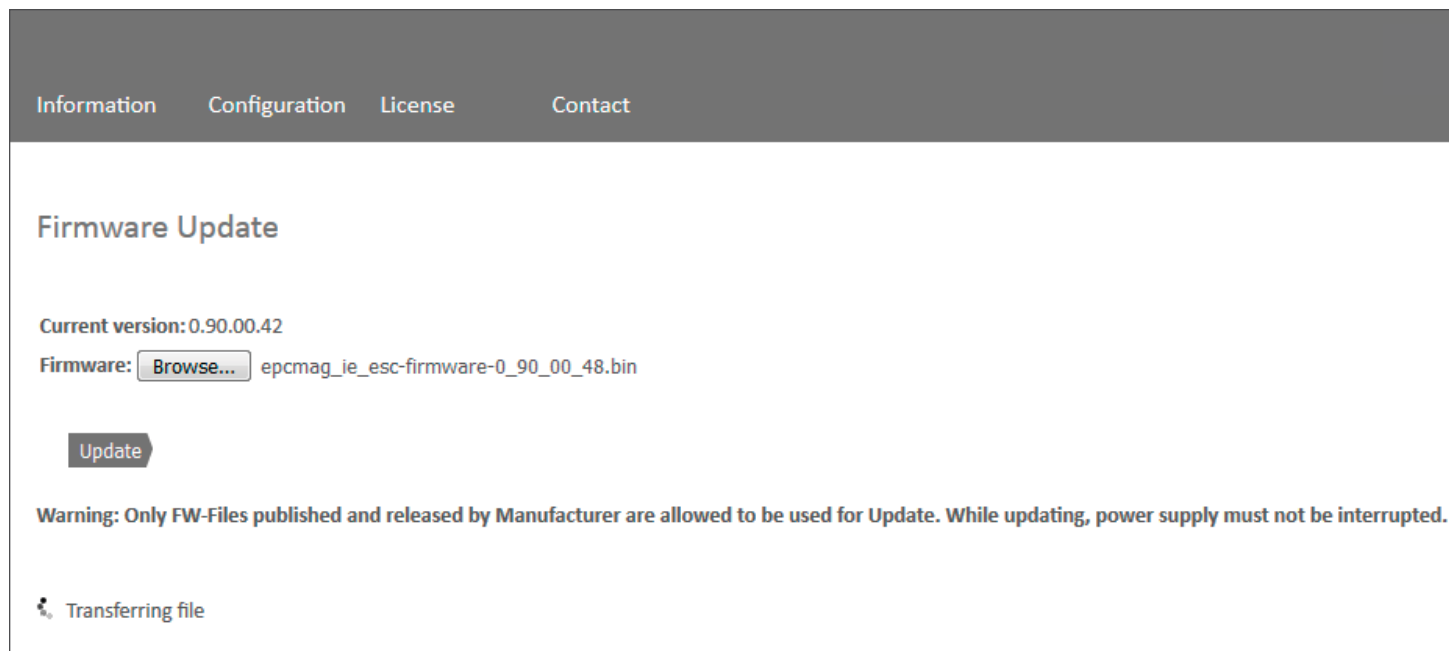 Information Configuration License Contact
Firmware Update
Current version: 0.90.00.42
Firmware: Browse... epcmag_ie_esc-firmware-0_90_00_48.bin
Update
Warning: Only FW-Files published and released by Manufacturer are allowed to be used for Update. While updating, power supply must not be interrupted.
Transferring file